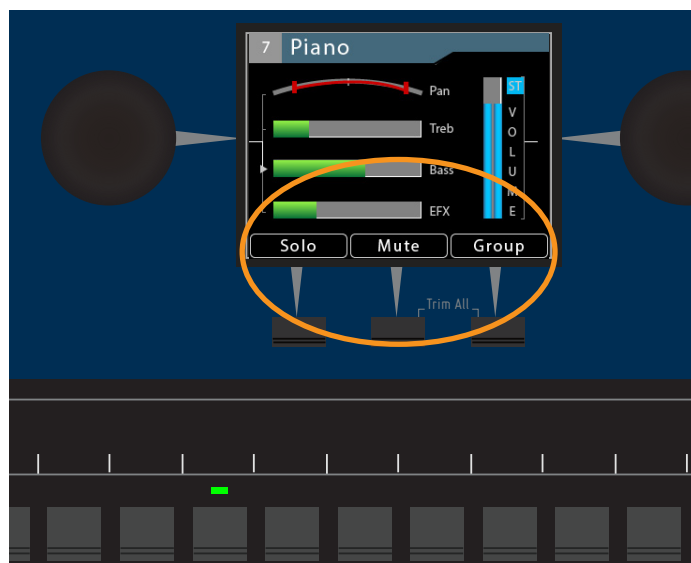 7 Piano
Pan
ST
Treb
Bass
EFX
VOLUME
Solo Mute Group
Trim All